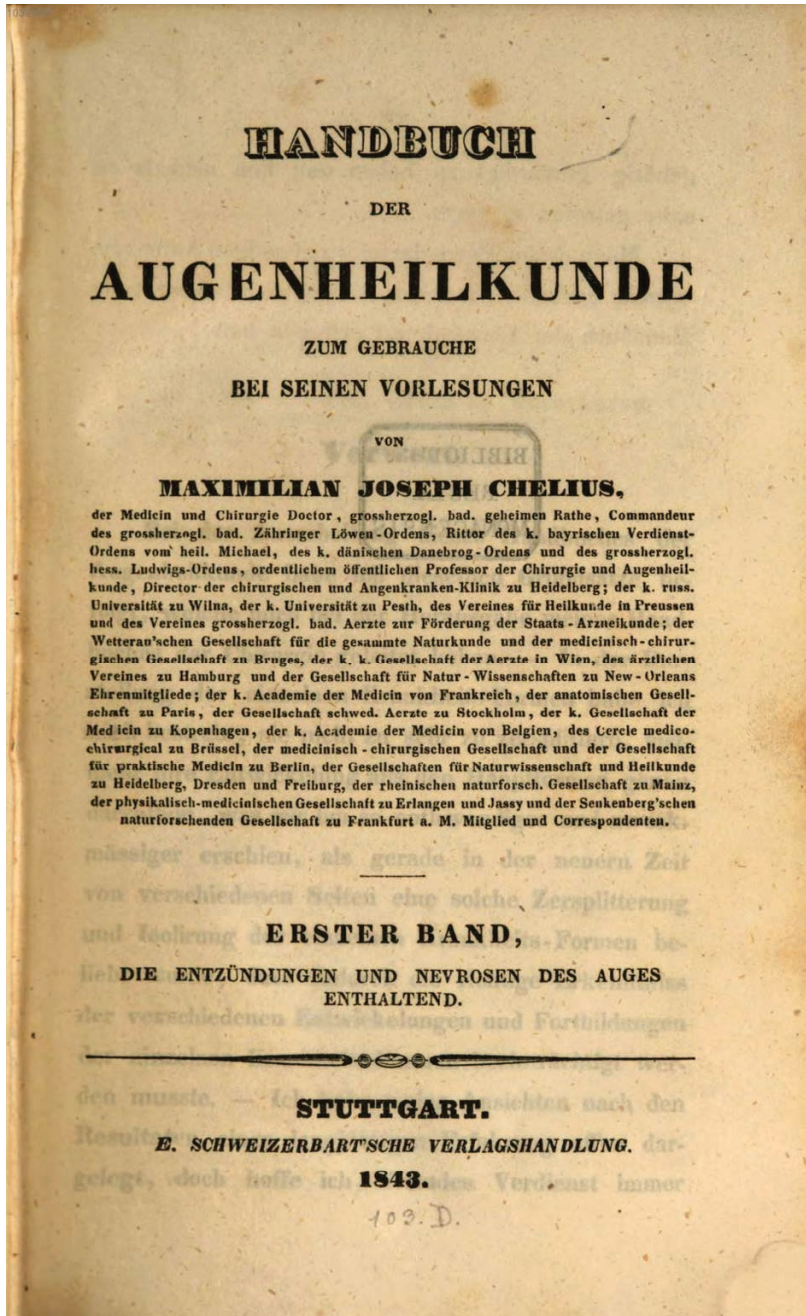 HANDBUCH
DER
AUGENHEILKUNDE
ZUM GEBRAUCHE
BEI SEINEN VORLESUNGEN
VON
MAXIMILIAN JOSEPH CHELIUS,
der Medicin und Chirurgie Doctor, grossherzogl. bad. geheimen Rathe, Commandeur
des grossherzogl. bad. Zähringer Löwen-Ordens, Ritter des k. bayrischen Verdienst-
Ordens vom heil. Michael, des k. dänischen Danebrog-Ordens und des grossherzogl.
hess. Ludwigs-Ordens, ordentlichem öffentlichen Professor der Chirurgie und Augenheil-
kunde, Director der chirurgischen und Augenkranken-Klinik zu Heidelberg; der k. russ.
Universität zu Wilna, der k. Universität zu Pesth, des Vereines für Heilkunde in Preussen
und des Vereines grossherzogl. bad. Aerzte zur Förderung der Staats-Arzneikunde; der
Wetterau'schen Gesellschaft für die gesammte Naturkunde und der medicinisch-chirur-
gischen Gesellschaft zu Bruges, der k. k. Gesellschaft der Aerzte in Wien, des ärztlichen
Vereines zu Hamburg und der Gesellschaft für Natur-Wissenschaften zu New-Orleans
Ehrenmitgliede; der k. Academie der Medicin von Frankreich, der anatomischen Gesell-
schaft zu Paris, der Gesellschaft schwed. Aerzte zu Stockholm, der k. Gesellschaft der
Medicin zu Kopenhagen, der k. Academie der Medicin von Belgien, des Cercle medico-
chirurgical zu Brüssel, der medicinisch-chirurgischen Gesellschaft und der Gesellschaft
für praktische Medicin zu Berlin, der Gesellschaften für Naturwissenschaft und Heilkunde
zu Heidelberg, Dresden und Freiburg, der rheinischen naturforsch. Gesellschaft zu Mainz,
der physikalisch-medicinischen Gesellschaft zu Erlangen und Jassy und der Senkenberg'schen
naturforschenden Gesellschaft zu Frankfurt a. M. Mitglied und Correspondenten.
ERSTER BAND,
DIE ENTZÜNDUNGEN UND NEVROSEN DES AUGES
ENTHALTEND.
STUTTGART.
E. SCHWEIZERBART'SCHE VERLAGSHANDLUNG.
1843.
103. D.